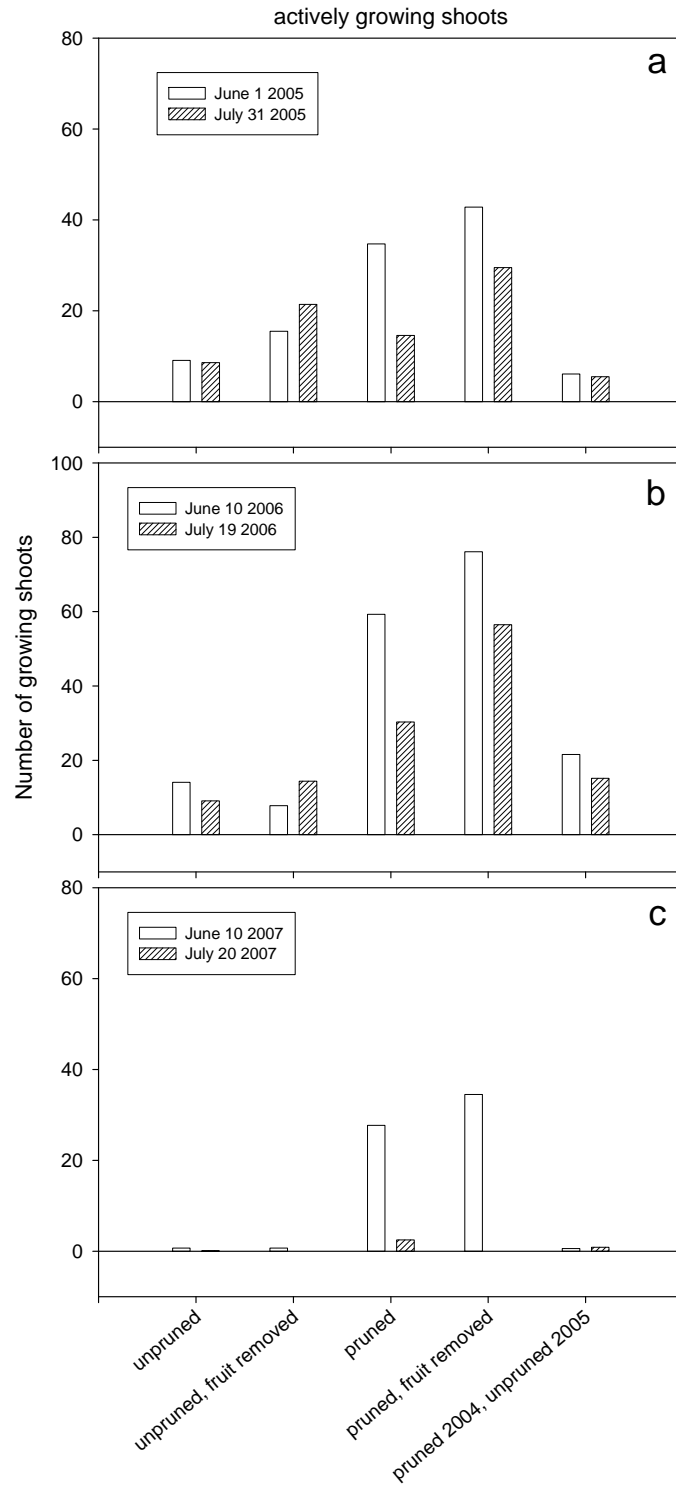 actively growing shoots
80
a
June 1 2005
July 31 2005
60
40
20
0
100
b
June 10 2006
July 19 2006
80
60
40
20
0
Number of growing shoots
80
c
June 10 2007
July 20 2007
60
40
20
0
unpruned
unpruned, fruit removed
pruned
pruned, fruit removed
pruned 2004, unpruned 2005